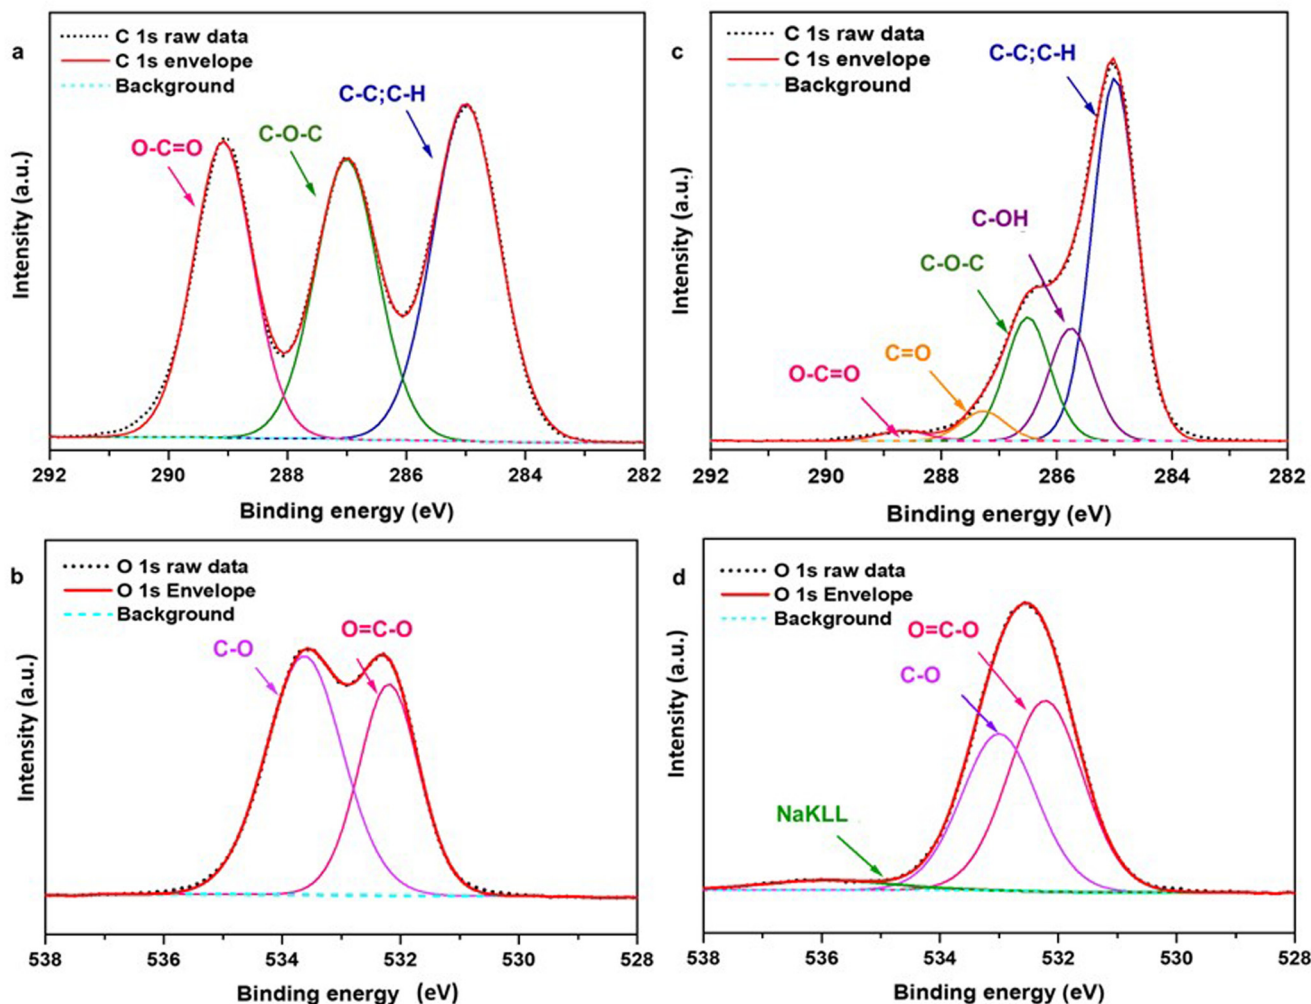 a
C 1s raw data
C 1s envelope
Background
O-C=O
C-O-C
C-C;C-H
Intensity (a.u.)
292 290 288 286 284 282
Binding energy (eV)
c
C 1s raw data
C 1s envelope
Background
C-C;C-H
C-OH
C-O-C
C=O
O-C=O
Intensity (a.u.)
292 290 288 286 284 282
Binding energy (eV)
b
O 1s raw data
O 1s Envelope
Background
C-O
O=C-O
Intensity (a.u.)
538 536 534 532 530 528
Binding energy (eV)
d
O 1s raw data
O 1s Envelope
Background
O=C-O
C-O
NaKLL
Intensity (a.u.)
538 536 534 532 530 528
Binding energy (eV)